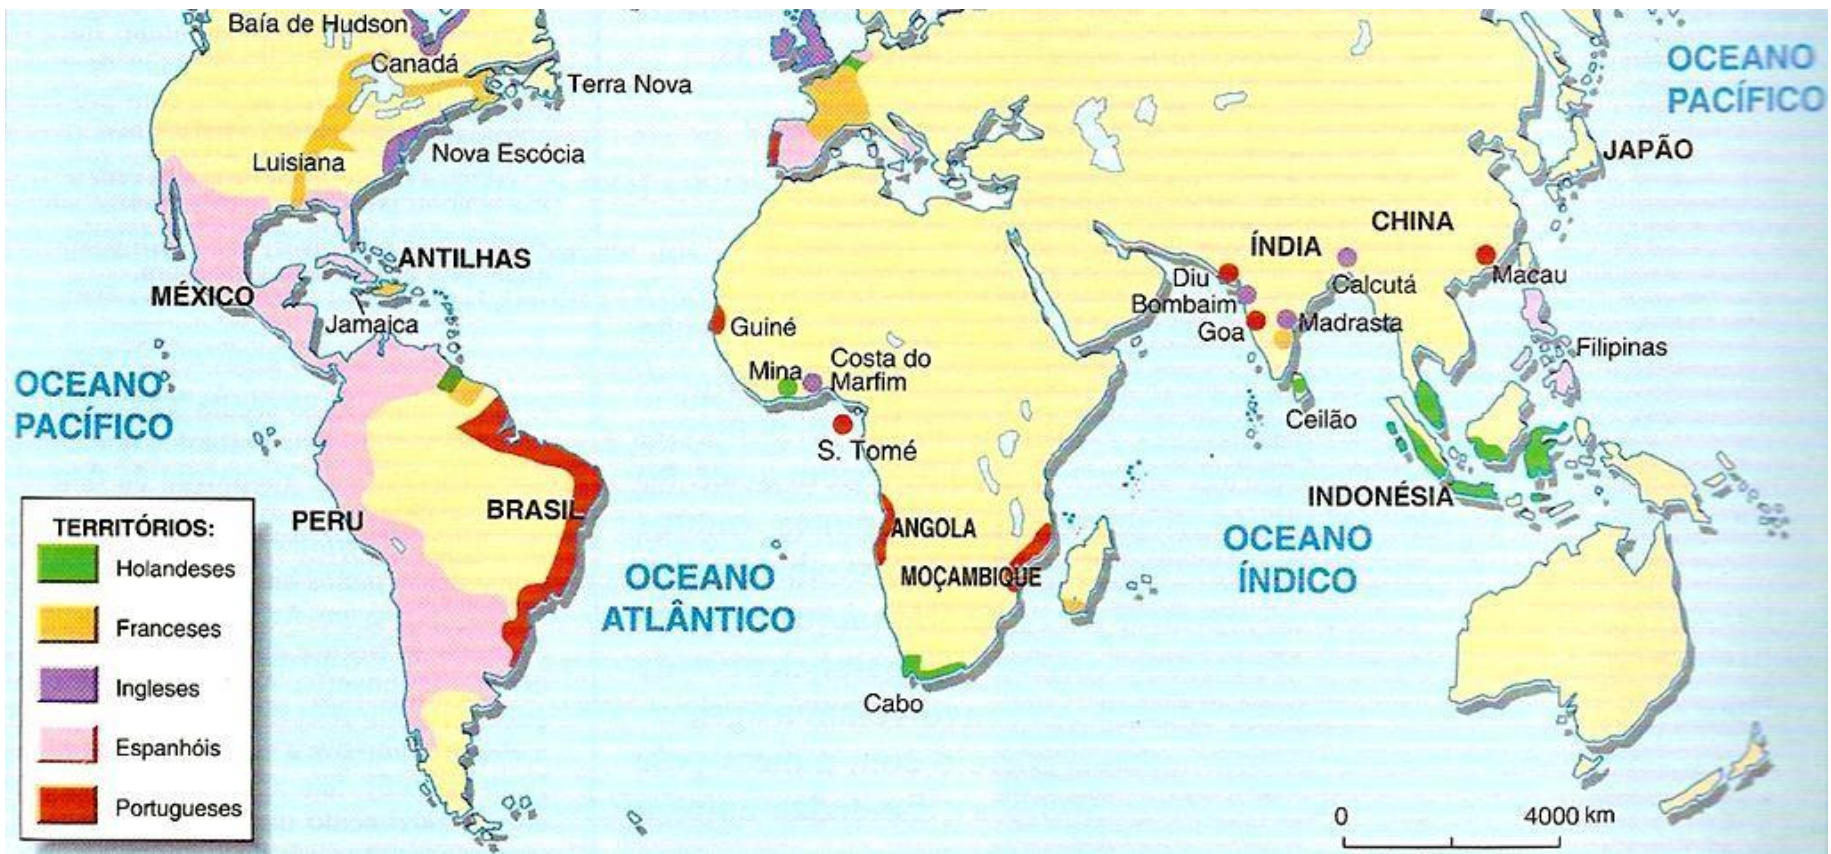 Baía de Hudson
Canadá
Terra Nova
Luisiana
Nova Escócia
OCEANO
PACÍFICO
JAPÃO
ANTILHAS
MÉXICO
Jamaica
CHINA
ÍNDIA
Diu
Calcutá
Macau
Bombaim
Goa
Madrasta
Guiné
Mina
Costa do
Marfim
Filipinas
OCEANO
PACÍFICO
S. Tomé
Ceilão
PERU
BRASIL
ANGOLA
INDONÉSIA
MOÇAMBIQUE
OCEANO
ATLÂNTICO
OCEANO
ÍNDICO
Cabo
TERRITÓRIOS:
Holandeses
Franceses
Ingleses
Espanhóis
Portugueses
0 4000 km